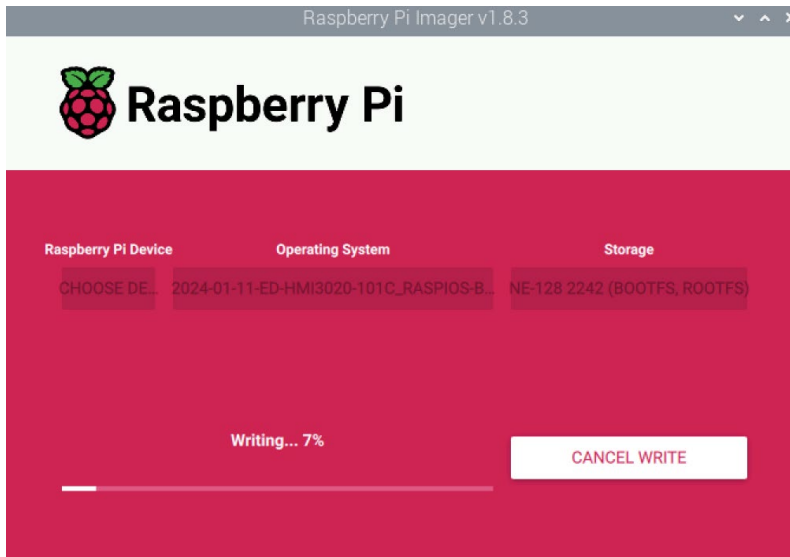 Raspberry Pi Imager v1.8.3
Raspberry Pi
Raspberry Pi Device Operating System Storage
CHOOSE DE... 2024-01-11-ED-HMI3020-101C_RASPIOS-B... NE-128 2242 (BOOTFS, ROOTFS)
Writing... 7%
CANCEL WRITE